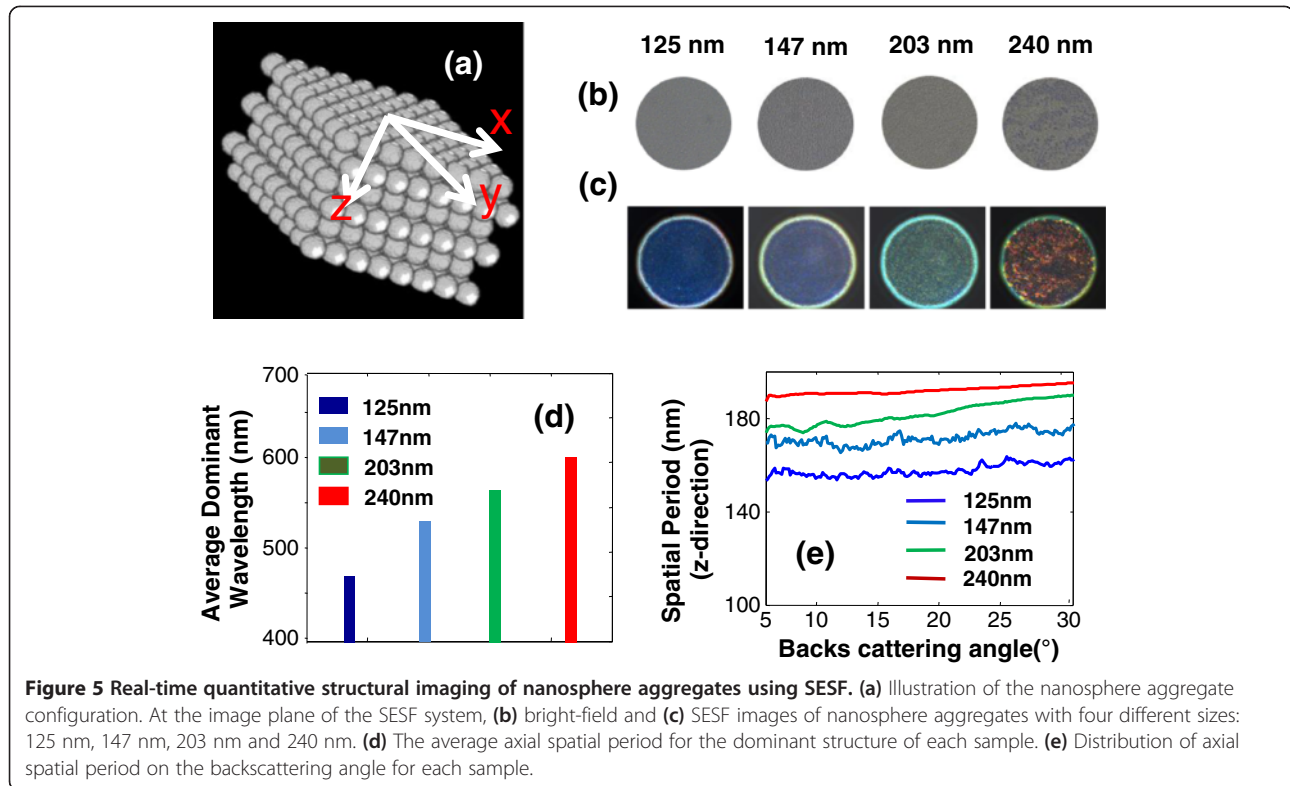 (a)
x
y
z
125 nm 147 nm 203 nm 240 nm
(b)
(c)
700
600
500
400
Average Dominant
Wavelength (nm)
125nm
147nm
203nm
240nm
(d)
180
140
100
Spatial Period (nm)
(z-direction)
125nm
147nm
203nm
240nm
(e)
5 10 15 20 25 30
Backs cattering angle(°)
Figure 5 Real-time quantitative structural imaging of nanosphere aggregates using SESF. (a) Illustration of the nanosphere aggregate
configuration. At the image plane of the SESF system, (b) bright-field and (c) SESF images of nanosphere aggregates with four different sizes:
125 nm, 147 nm, 203 nm and 240 nm. (d) The average axial spatial period for the dominant structure of each sample. (e) Distribution of axial
spatial period on the backscattering angle for each sample.